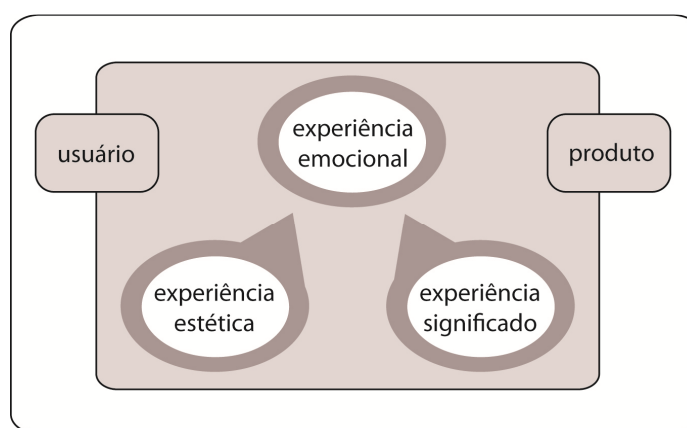 experiência
emocional
usuário
produto
experiência
estética
experiência
significado